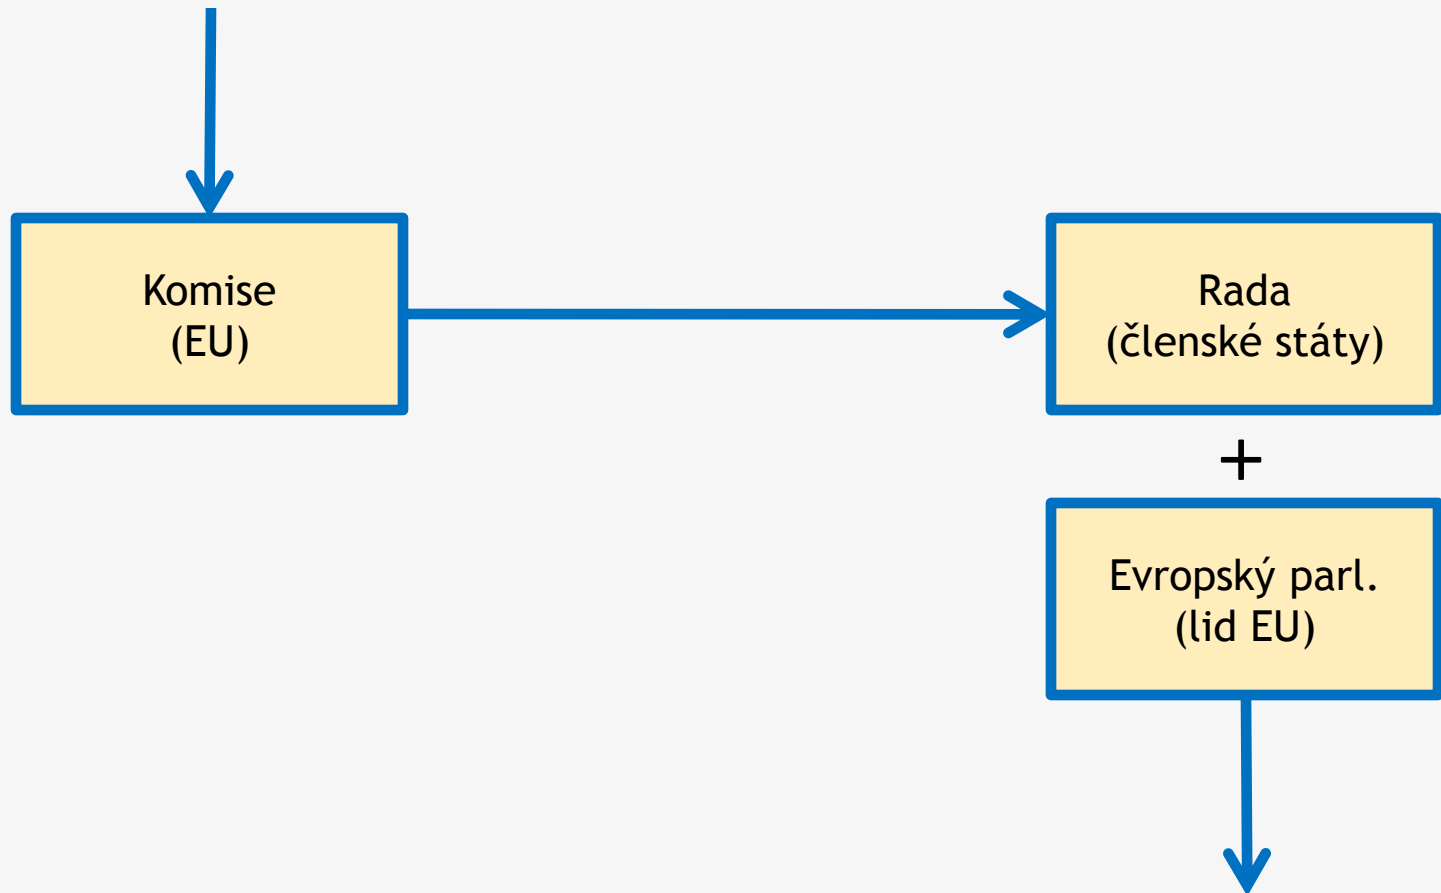 Komise
(EU)
Rada
(členské státy)
+
Evropský parl.
(lid EU)